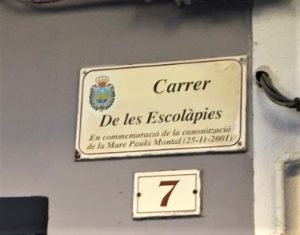 Carrer
De les Escolàpies
En commemoració de la canonització
de la Mare Paula Montal (25-11-2001)
7